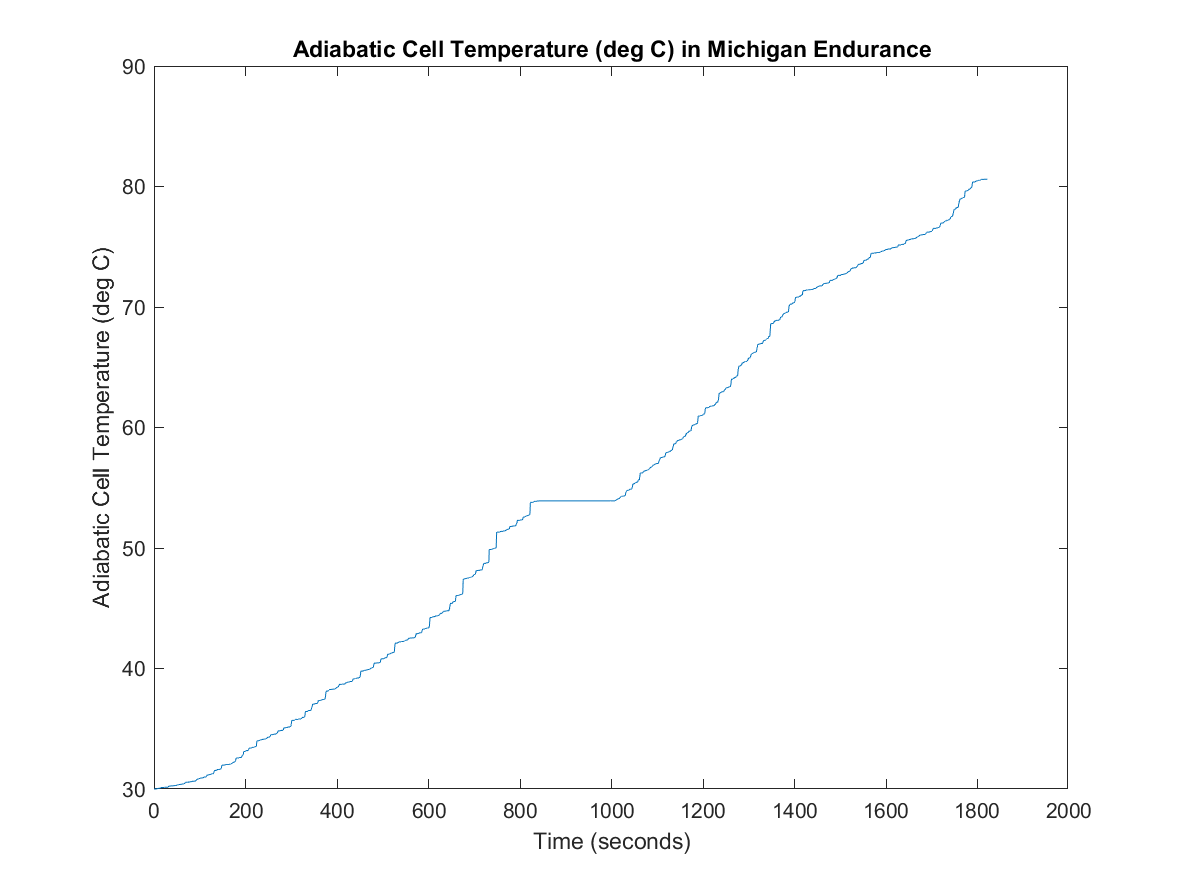 Adiabatic Cell Temperature (deg C) in Michigan Endurance
90
80
70
60
50
40
30
Adiabatic Cell Temperature (deg C)
0 200 400 600 800 1000 1200 1400 1600 1800 2000
Time (seconds)